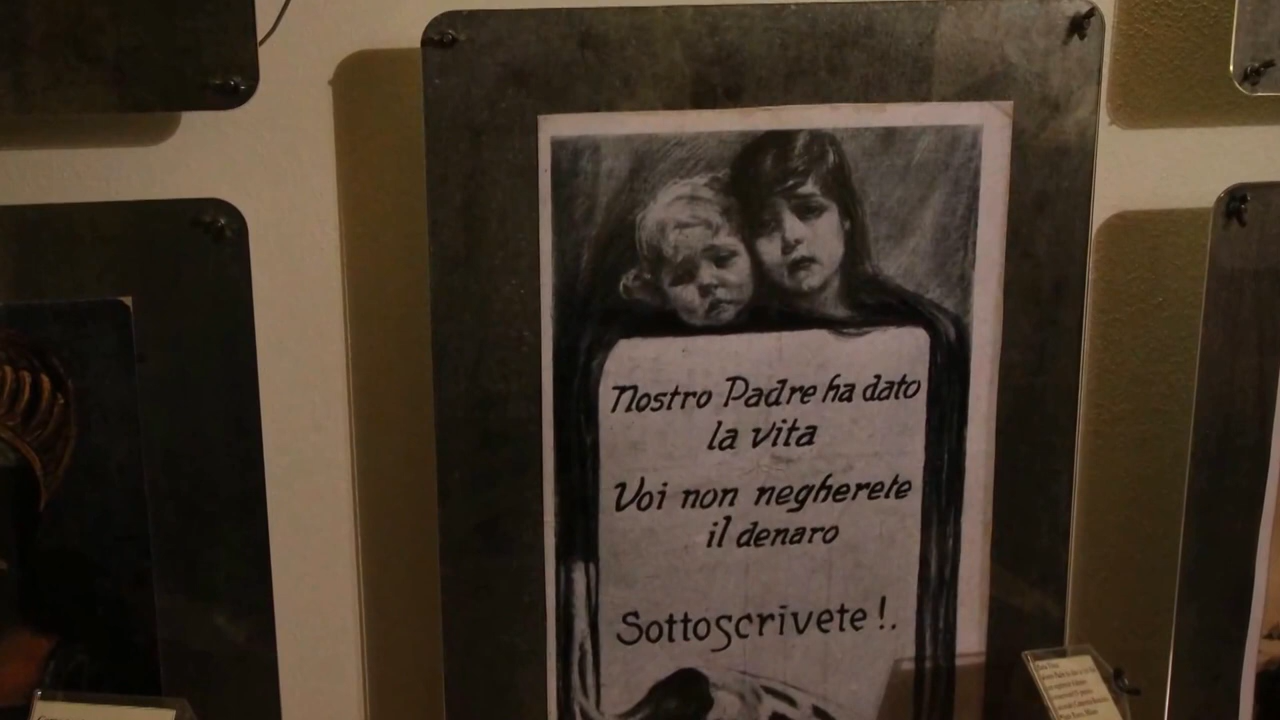 Nostro Padre ha dato
la vita
Voi non negherete
il denaro
Sottoscrivete !.